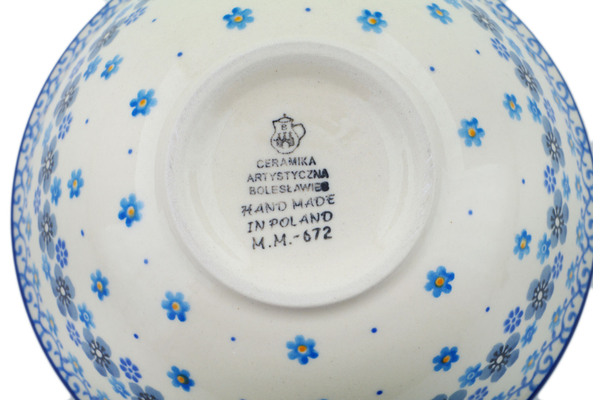 B
CERAMIKA
ARTYSTYCZNA
BOLESŁAWIEC
HAND MADE
IN POLAND
M.M.-672